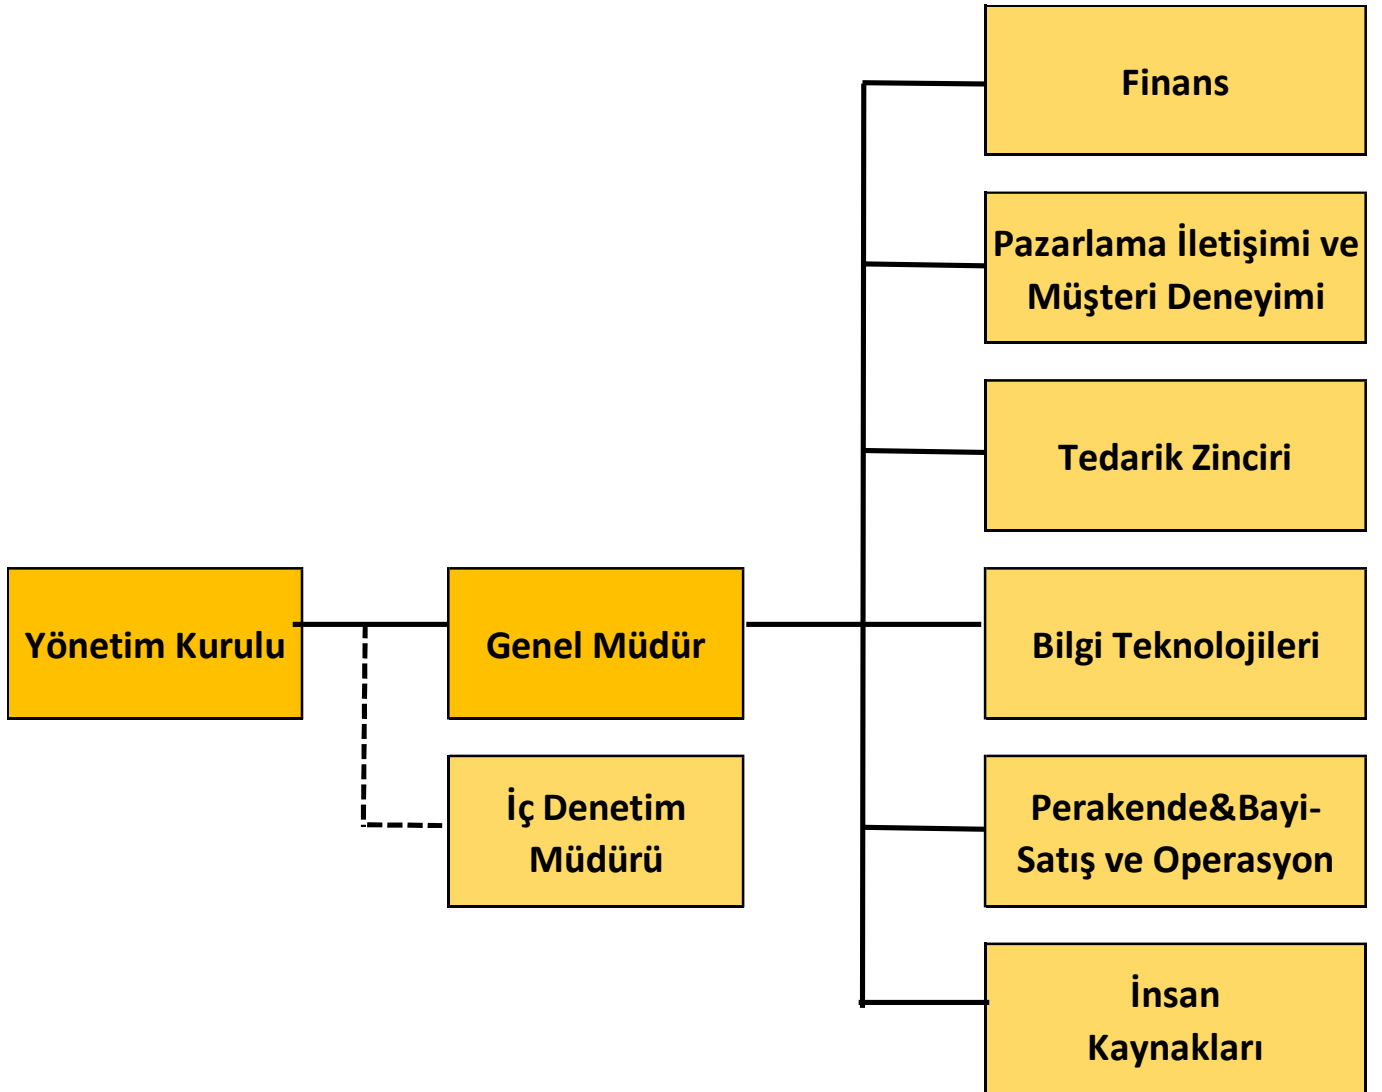 Finans
Pazarlama İletişimi ve
Müşteri Deneyimi
Tedarik Zinciri
Yönetim Kurulu
Genel Müdür
Bilgi Teknolojileri
İç Denetim
Müdürü
Perakende&Bayi-
Satış ve Operasyon
İnsan
Kaynakları